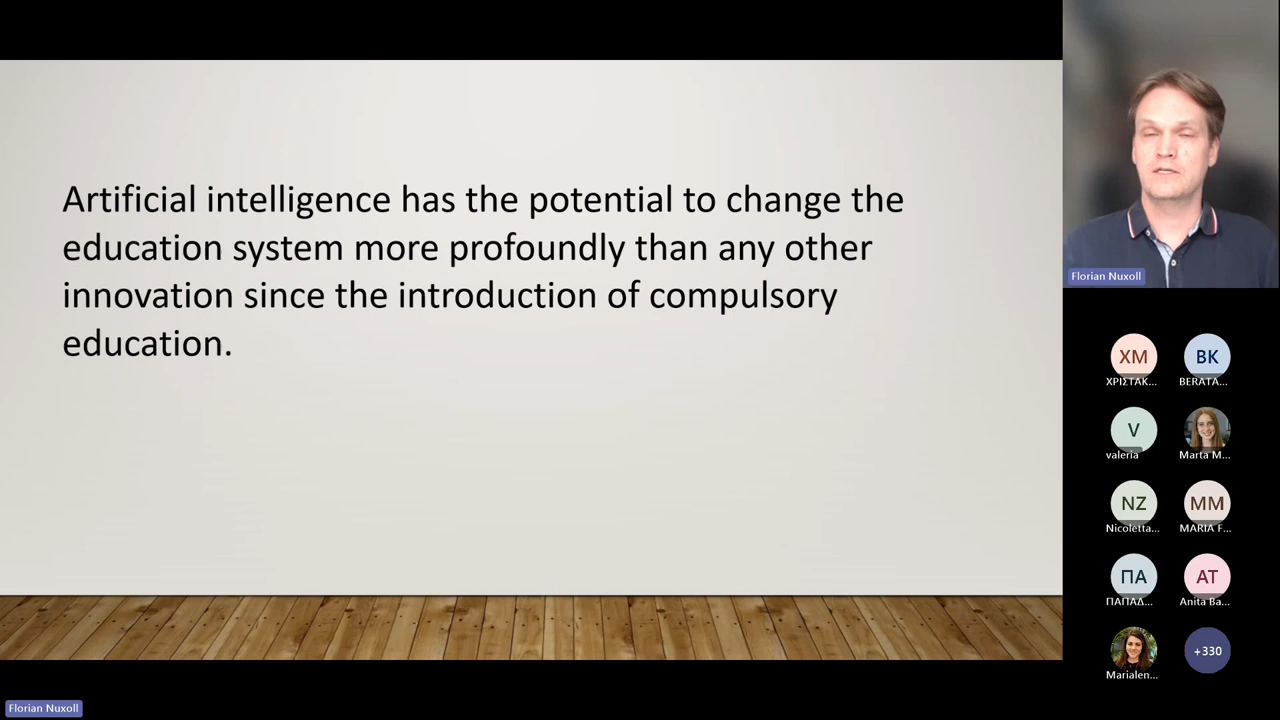 Artificial intelligence has the potential to change the
education system more profoundly than any other
innovation since the introduction of compulsory
education.
Florian Nuxoll
XM
BK
ΧΡΙΣΤΑΚ...
BERATA...
V
valeria
Marta M...
NZ
MM
Nicoletta...
MARIA F...
ΠΑ
AT
ΠΑΠΑΔ...
Anita Ba...
Marialen...
+330
Florian Nuxoll